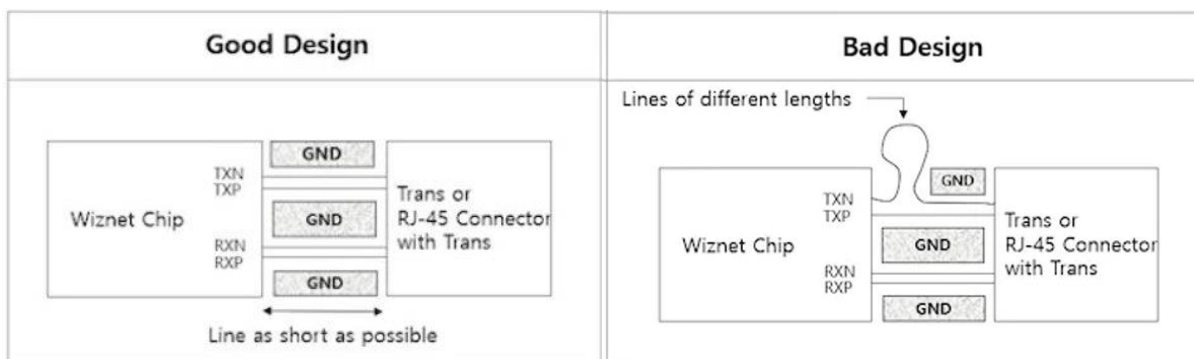 Good Design
GND
TXN
TXP
Wiznet Chip
GND
Trans or
RJ-45 Connector
with Trans
RXN
RXP
GND
Line as short as possible
Bad Design
Lines of different lengths
GND
TXN
TXP
Wiznet Chip
GND
Trans or
RJ-45 Connector
with Trans
RXN
RXP
GND